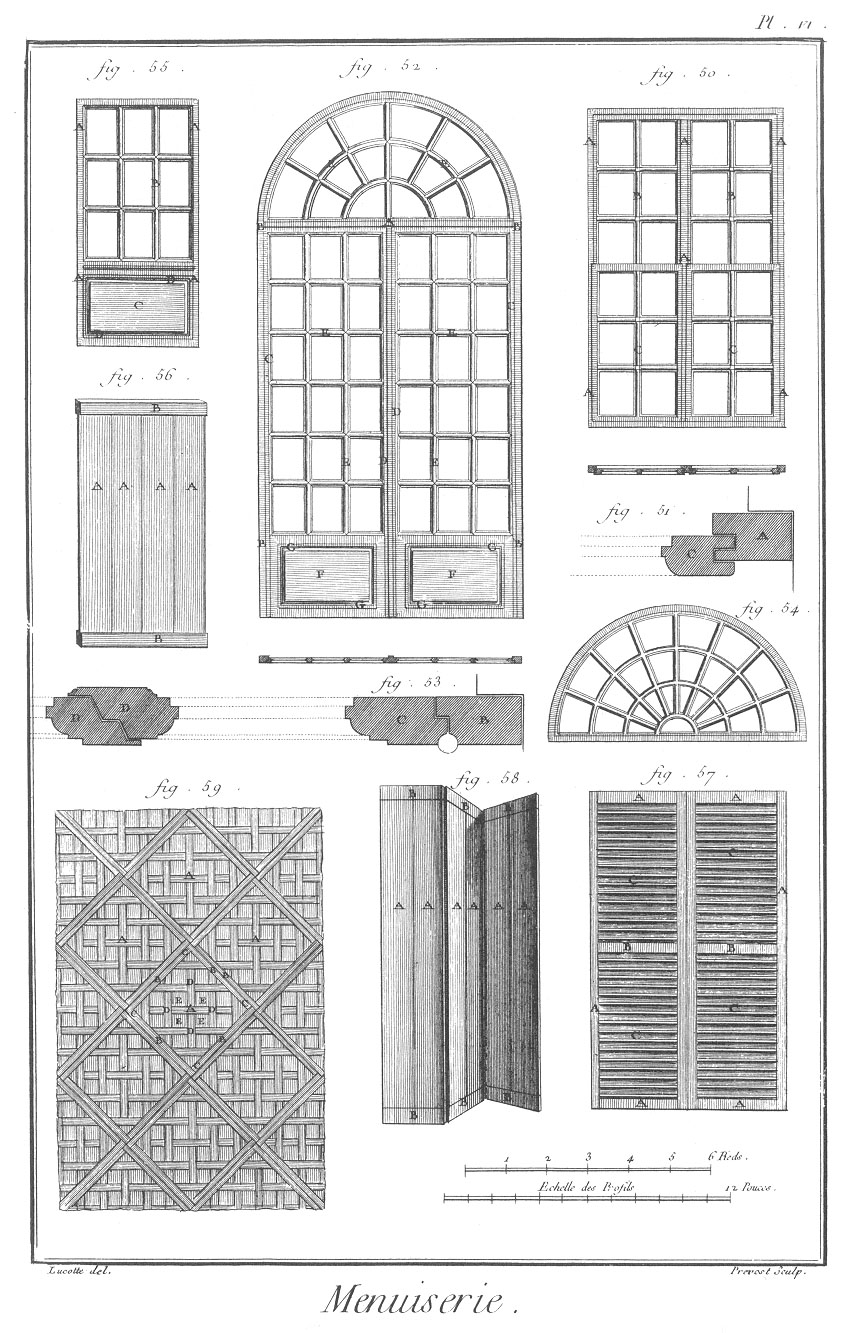 Pl. VI.
fig. 55.
fig. 52.
fig. 50.
A A
B
A B A
C
D
B B
A
B A B
C
E E
C
D
E D E
B B
G G
F F
G G
A A A
B B
A
C C
A A
fig. 56.
B
A A A A
B
fig. 51.
C A
fig. 54.
fig. 53.
D D
C B
fig. 59.
fig. 58.
fig. 57.
A
A A
C
B B B
D
E E
D A D
E E
D
C C
B B
C
B B B
A A A A A A
B B B
A A
C C
A
B B
A C
C
A A
1 2 3 4 5 6 Pieds.
Echelle des Profils 12 Pouces.
Lucotte del.
Prevost Sculp.
Menuiserie.